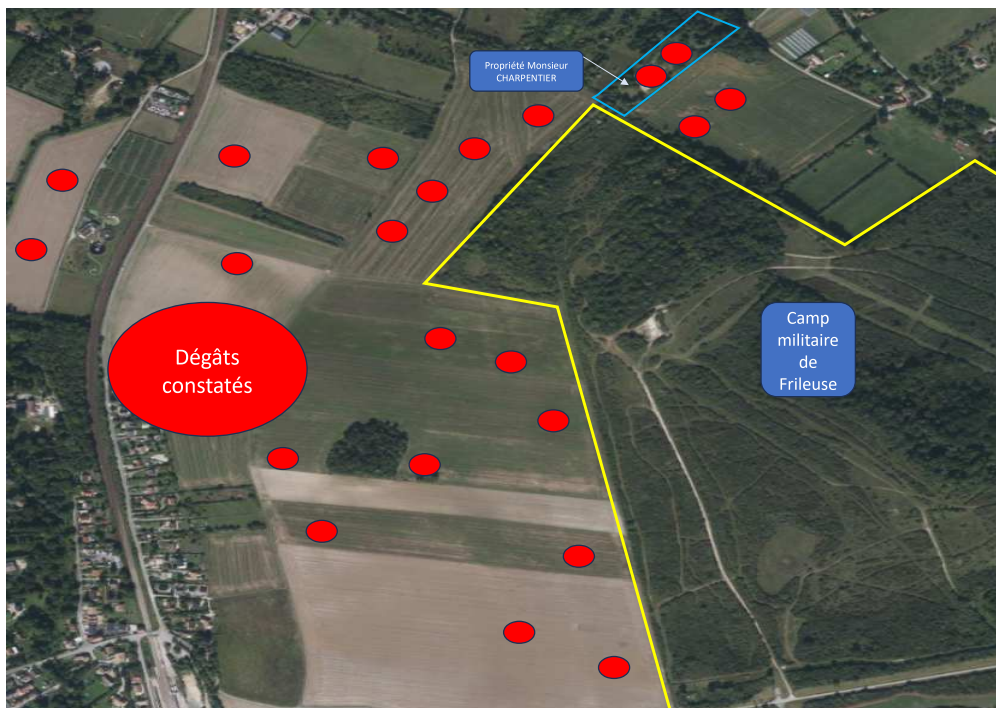 Propriété Monsieur
CHARPENTIER
Camp
militaire
de
Frileuse
Dégâts
constatés